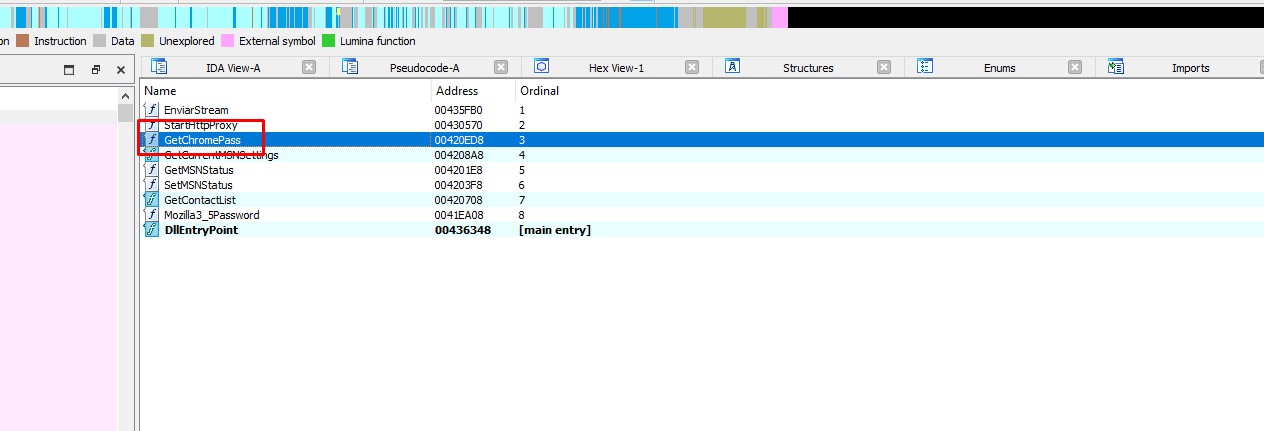 on Instruction Data Unexplored External symbol Lumina function
IDA View-A Pseudocode-A Hex View-1 Structures Enums Imports
Name Address Ordinal
EnviarStream 00435FB0 1
StartHttpProxy 00430570 2
GetChromePass 00420ED8 3
GetCurrentMSNSettings 004208A8 4
GetMSNStatus 004201E8 5
SetMSNStatus 004203F8 6
GetContactList 00420708 7
Mozilla3_5Password 0041EA08 8
DllEntryPoint 00436348 [main entry]